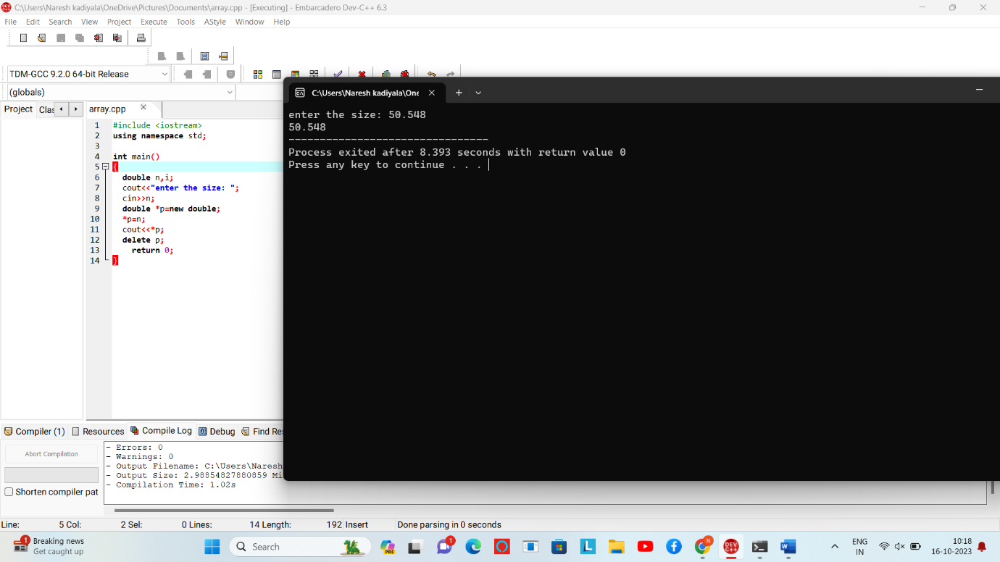 C:\Users\Naresh kadiyala\OneDrive\Pictures\Documents\array.cpp - [Executing] - Embarcadero Dev-C++ 6.3
File Edit Search View Project Execute Tools AStyle Window Help
TDM-GCC 9.2.0 64-bit Release
(globals)
Project Clas array.cpp
C:\Users\Naresh kadiyala\One
enter the size: 50.548
50.548
--------------------------------
Process exited after 8.393 seconds with return value 0
Press any key to continue . . .
1 #include <iostream>
2 using namespace std;
3
4 int main()
5 {
6 double n,i;
7 cout<<"enter the size: ";
8 cin>>n;
9 double *p=new double;
10 *p=n;
11 cout<<*p;
12 delete p;
13 return 0;
14 }
Compiler (1) Resources Compile Log Debug Find Res
Abort Compilation
Shorten compiler pat
- Errors: 0
- Warnings: 0
- Output Filename: C:\Users\Naresh
- Output Size: 2.98854827880859 Mi
- Compilation Time: 1.02s
Line: 5 Col: 2 Sel: 0 Lines: 14 Length: 192 Insert Done parsing in 0 seconds
1 Breaking news
Get caught up
Search
PRE
1
L
N
DEV C++
W
ENG
IN
10:18
16-10-2023